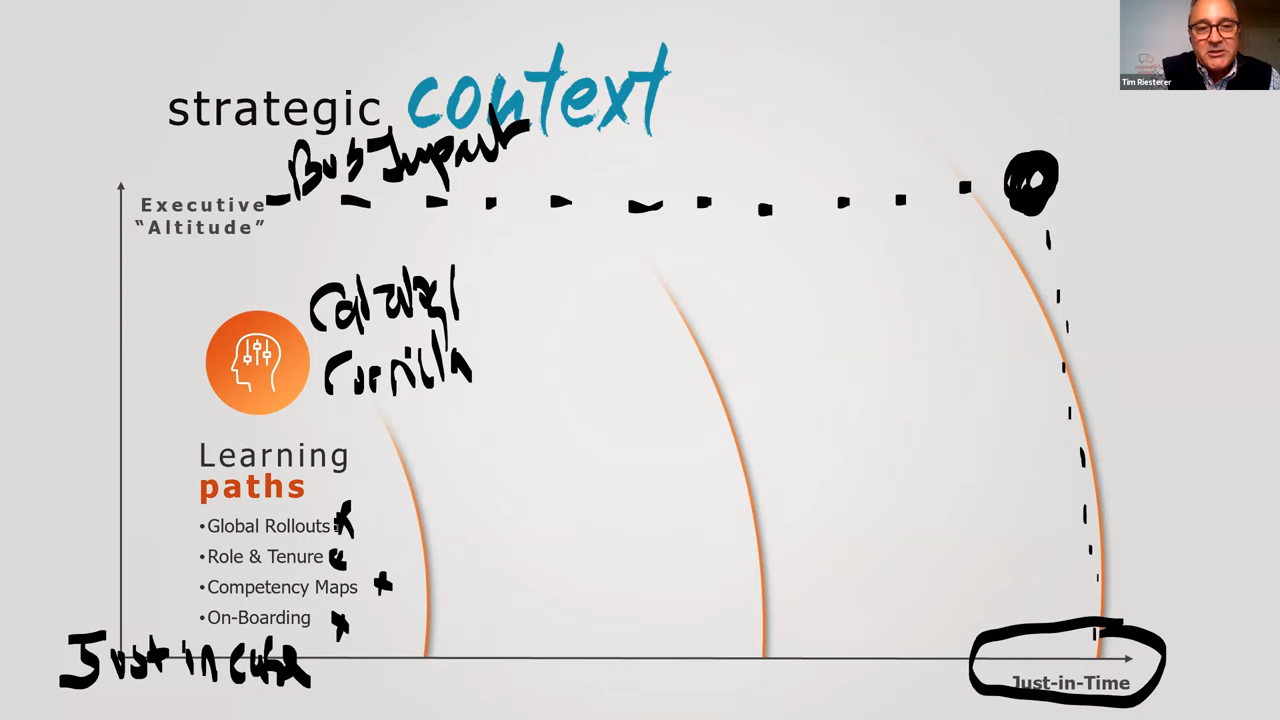 Tim Riesterer
strategic context
Bus Impact
Executive
“Altitude”
Learning
paths
•Global Rollouts
•Role & Tenure
•Competency Maps
•On-Boarding
Just in case
Just-in-Time